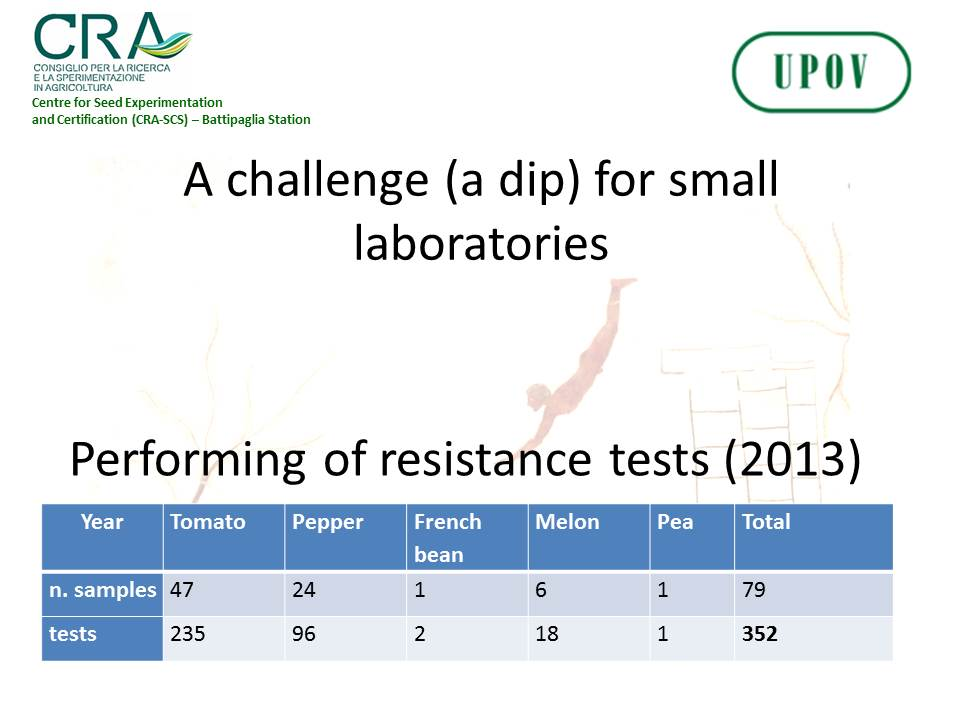 CRA
CONSIGLIO PER LA RICERCA
E LA SPERIMENTAZIONE
IN AGRICOLTURA
Centre for Seed Experimentation
and Certification (CRA-SCS) – Battipaglia Station
UPOV
A challenge (a dip) for small
laboratories
Performing of resistance tests (2013)
Year Tomato Pepper French bean Melon Pea Total
n. samples 47 24 1 6 1 79
tests 235 96 2 18 1 352